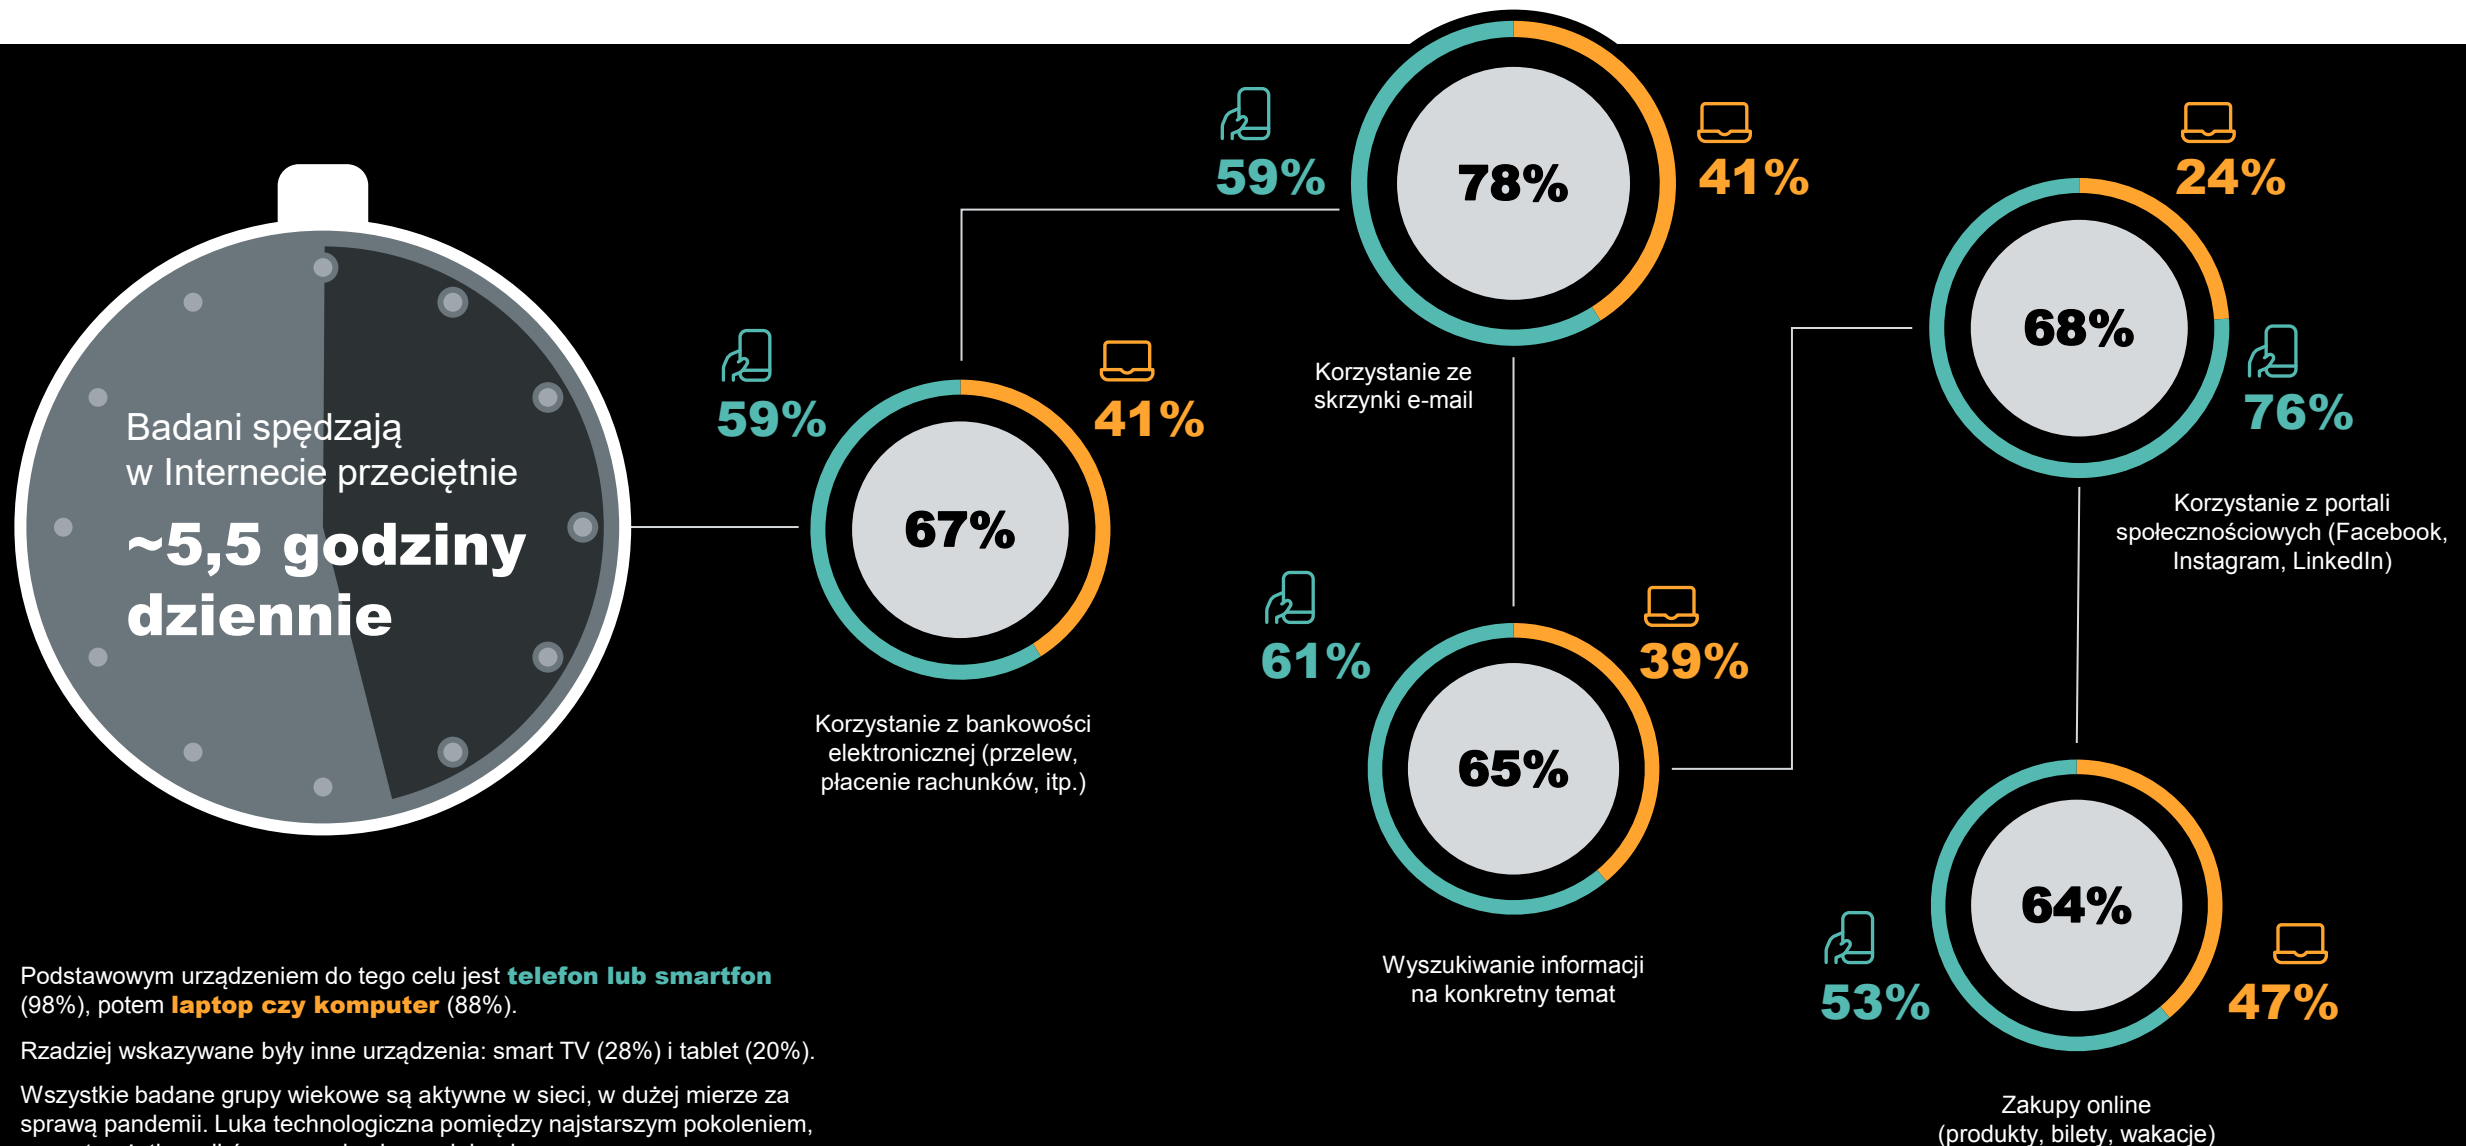 Badani spędzają
w Internecie przeciętnie
~5,5 godziny
dziennie
59%
41%
67%
Korzystanie z bankowości
elektronicznej (przelew,
płacenie rachunków, itp.)
59%
41%
78%
Korzystanie ze
skrzynki e-mail
61%
39%
65%
Wyszukiwanie informacji
na konkretny temat
24%
68%
76%
Korzystanie z portali
społecznościowych (Facebook,
Instagram, LinkedIn)
64%
53%
47%
Zakupy online
(produkty, bilety, wakacje)
Podstawowym urządzeniem do tego celu jest telefon lub smartfon
(98%), potem laptop czy komputer (88%).
Rzadziej wskazywane były inne urządzenia: smart TV (28%) i tablet (20%).
Wszystkie badane grupy wiekowe są aktywne w sieci, w dużej mierze za
sprawą pandemii. Luka technologiczna pomiędzy najstarszym pokoleniem,